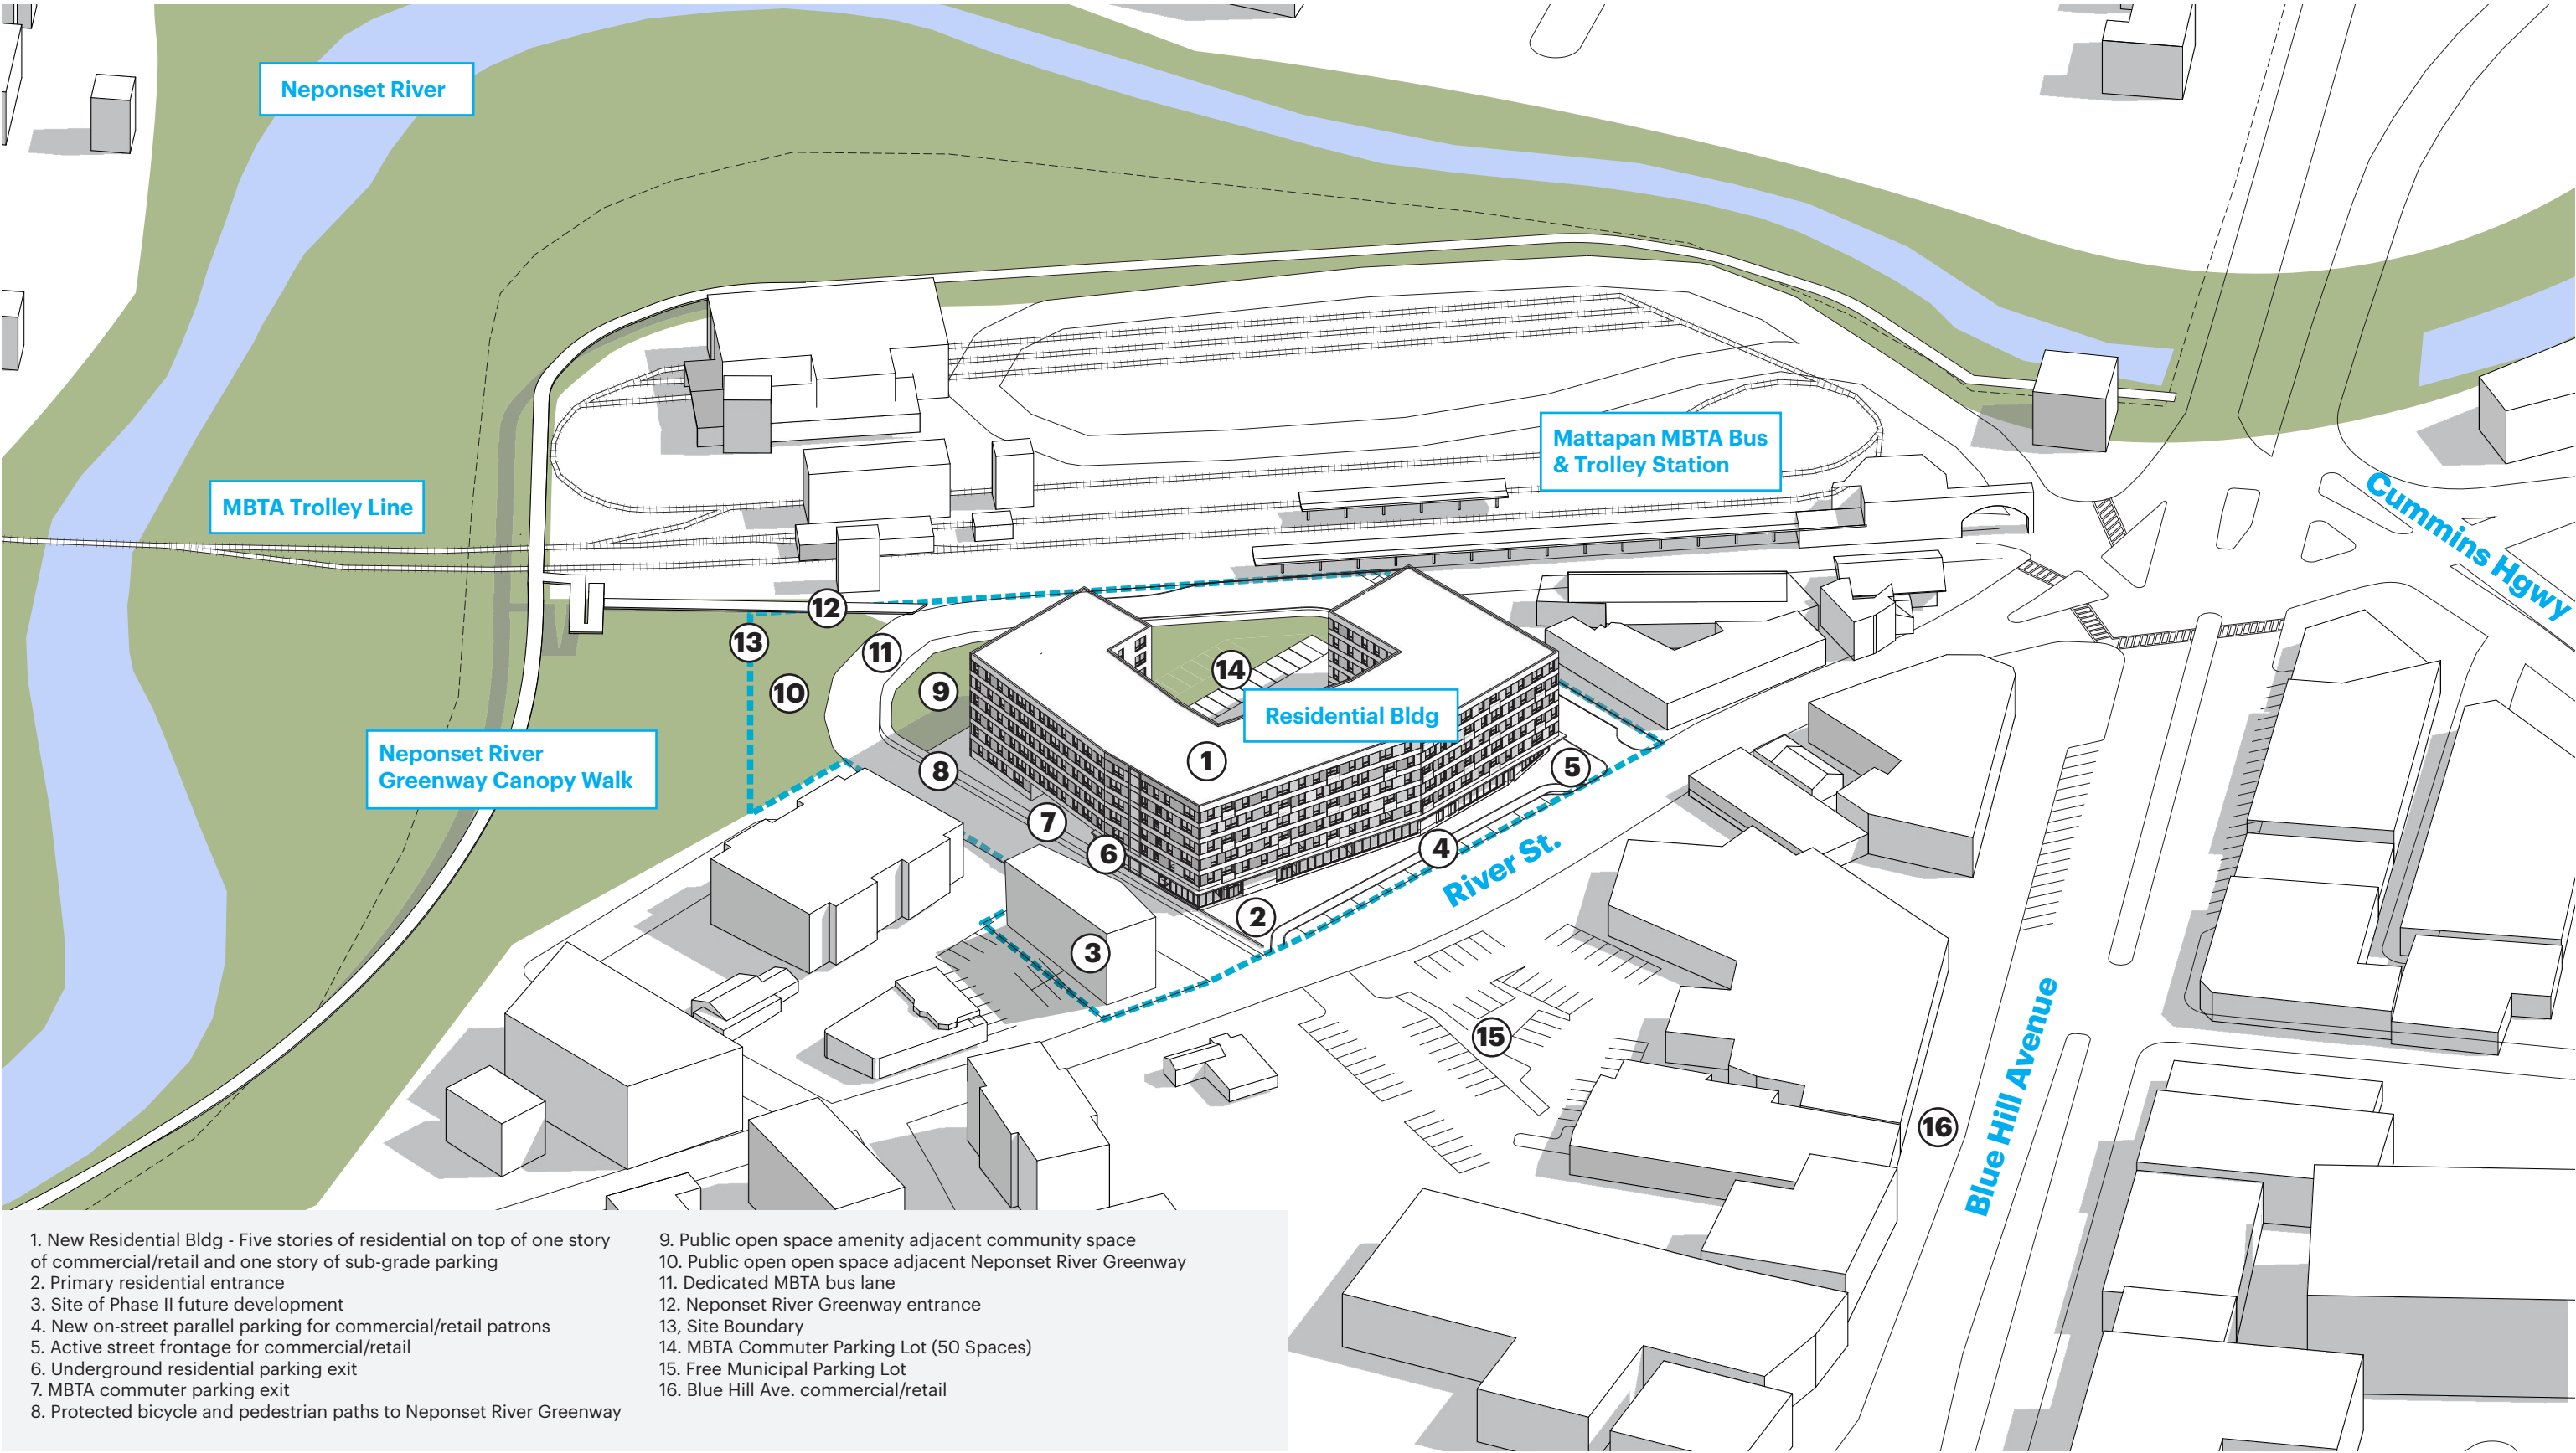 Neponset River
Mattapan MBTA Bus
& Trolley Station
MBTA Trolley Line
Cummins Hgwy
12
13
11
10
9
14
Residential Bldg
Neponset River
Greenway Canopy Walk
1
8
5
7
6
4
River St.
2
3
15
16
Blue Hill Avenue
1. New Residential Bldg - Five stories of residential on top of one story
of commercial/retail and one story of sub-grade parking
2. Primary residential entrance
3. Site of Phase II future development
4. New on-street parallel parking for commercial/retail patrons
5. Active street frontage for commercial/retail
6. Underground residential parking exit
7. MBTA commuter parking exit
8. Protected bicycle and pedestrian paths to Neponset River Greenway
9. Public open space amenity adjacent community space
10. Public open open space adjacent Neponset River Greenway
11. Dedicated MBTA bus lane
12. Neponset River Greenway entrance
13, Site Boundary
14. MBTA Commuter Parking Lot (50 Spaces)
15. Free Municipal Parking Lot
16. Blue Hill Ave. commercial/retail